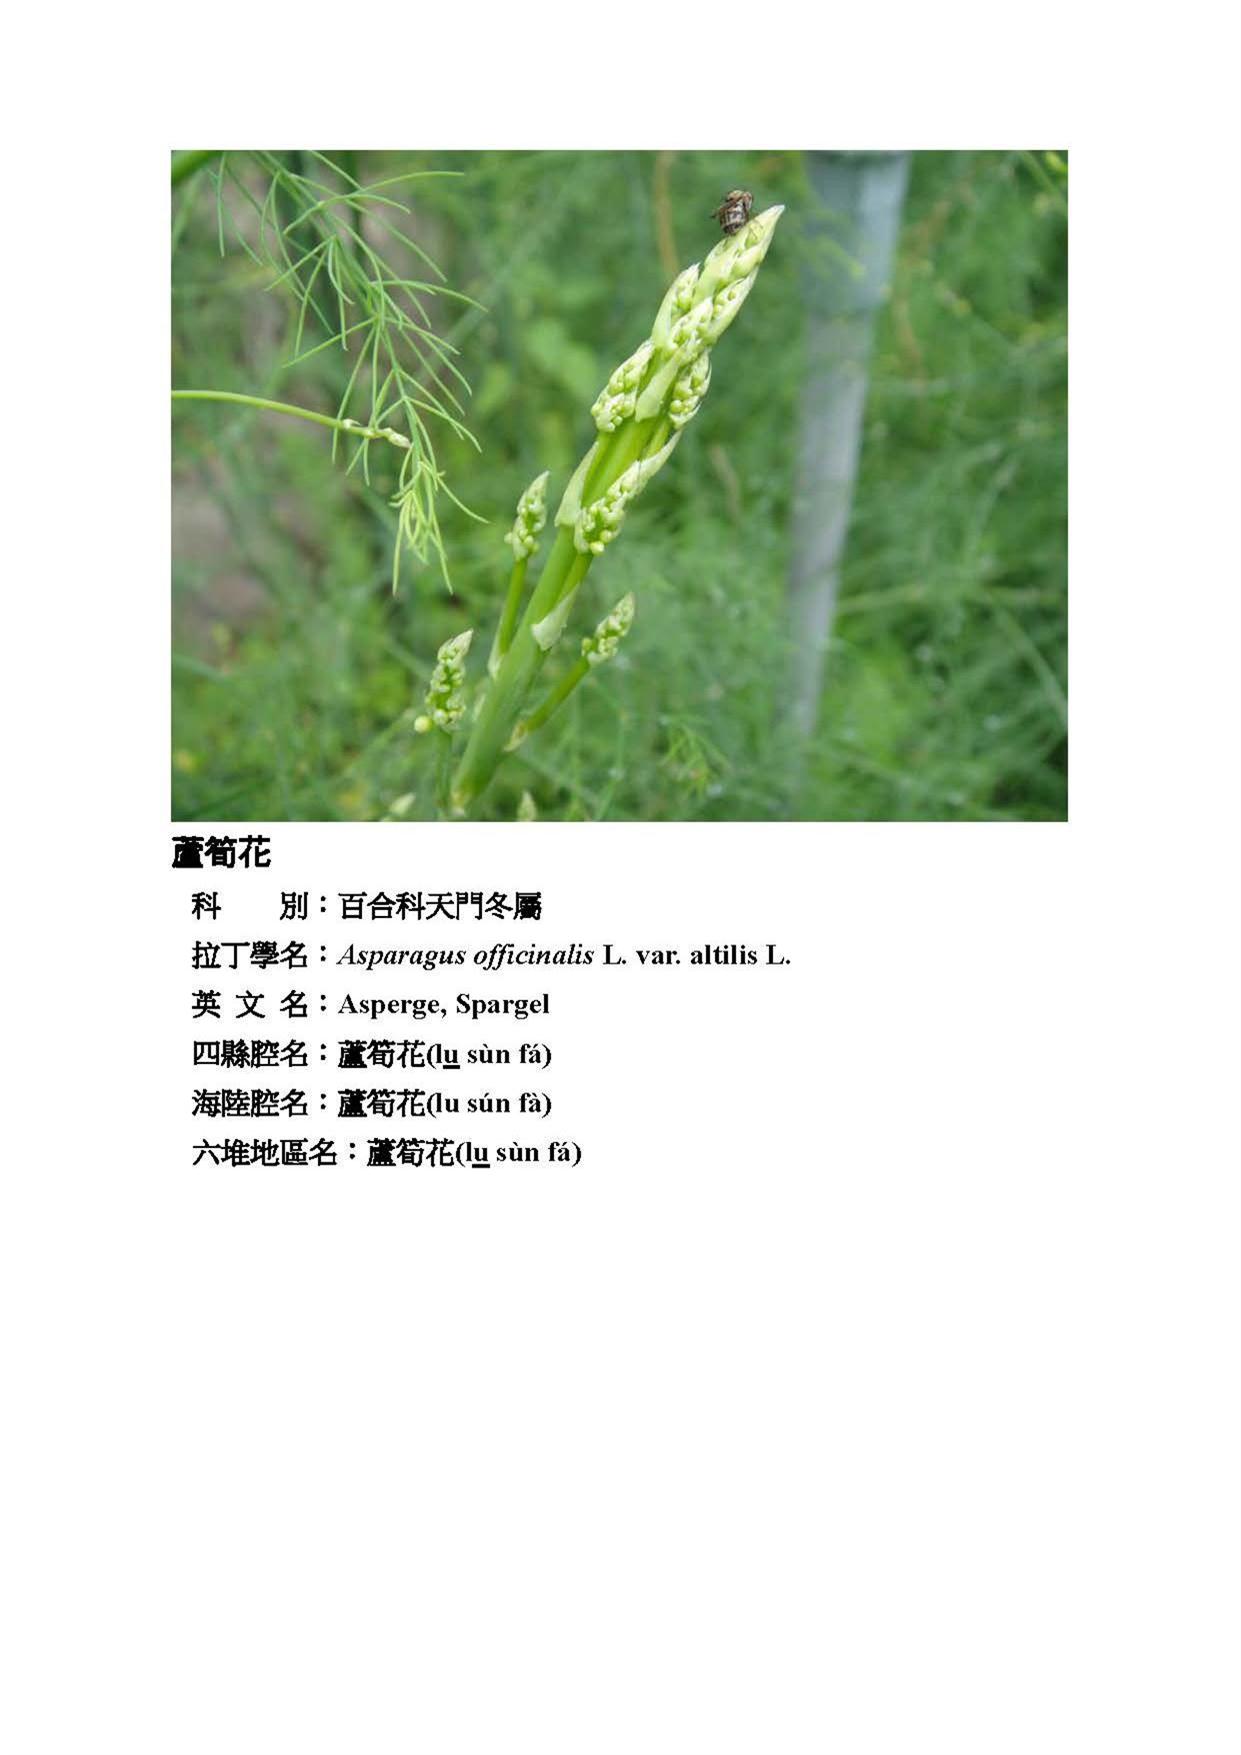 蘆筍花
科　　別：百合科天門冬屬
拉丁學名：Asparagus officinalis L. var. altilis L.
英 文 名：Asperge, Spargel
四縣腔名：蘆筍花(lu sùn fá)
海陸腔名：蘆筍花(lu sún fà)
六堆地區名：蘆筍花(lu sùn fá)